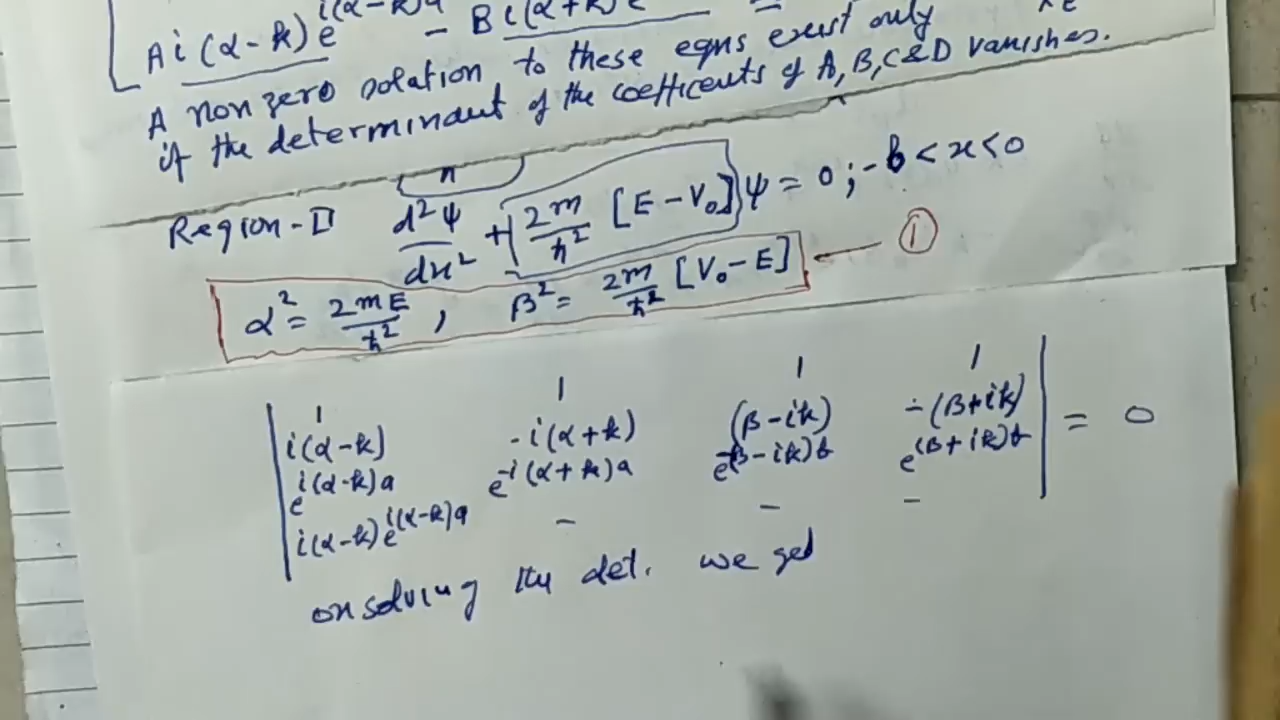 A i (α - k) e^{i(α-k)a} - B i (α+k) e
A non zero solution to these eqns exist only
if the determinant of the coefficents of A, B, C & D vanishes.
Region - II d²ψ/dx² + (2m/ħ² [E - V₀]) ψ = 0 ; -b < x < 0
α² = 2mE/ħ² , β² = 2m/ħ² [V₀ - E] ①
1 1 1 1
i(α-k) -i(α+k) (β-ik) -(β+ik) = 0
e^{i(α-k)a} e^{-i(α+k)a} e^{-(β-ik)b} e^{(β+ik)b}
i(α-k)e^{i(α-k)a} - - -
on solving the det. we get